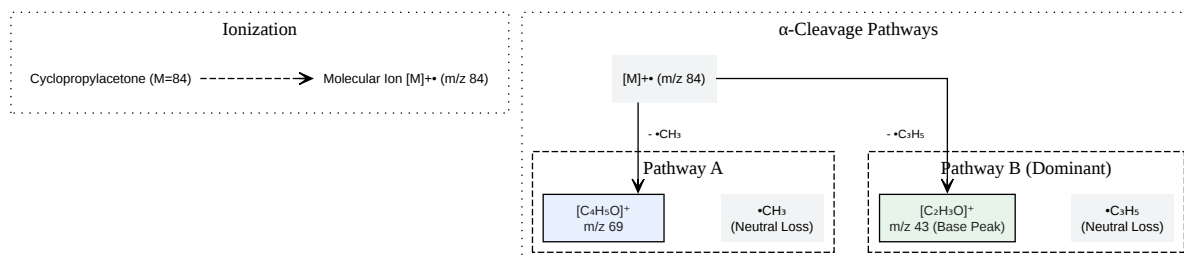 Ionization
Cyclopropylacetone (M=84)
Molecular Ion [M]+• (m/z 84)
α-Cleavage Pathways
[M]+• (m/z 84)
- •CH₃
- •C₃H₅
Pathway A
[C₄H₅O]⁺
m/z 69
•CH₃
(Neutral Loss)
Pathway B (Dominant)
[C₂H₃O]⁺
m/z 43 (Base Peak)
•C₃H₅
(Neutral Loss)